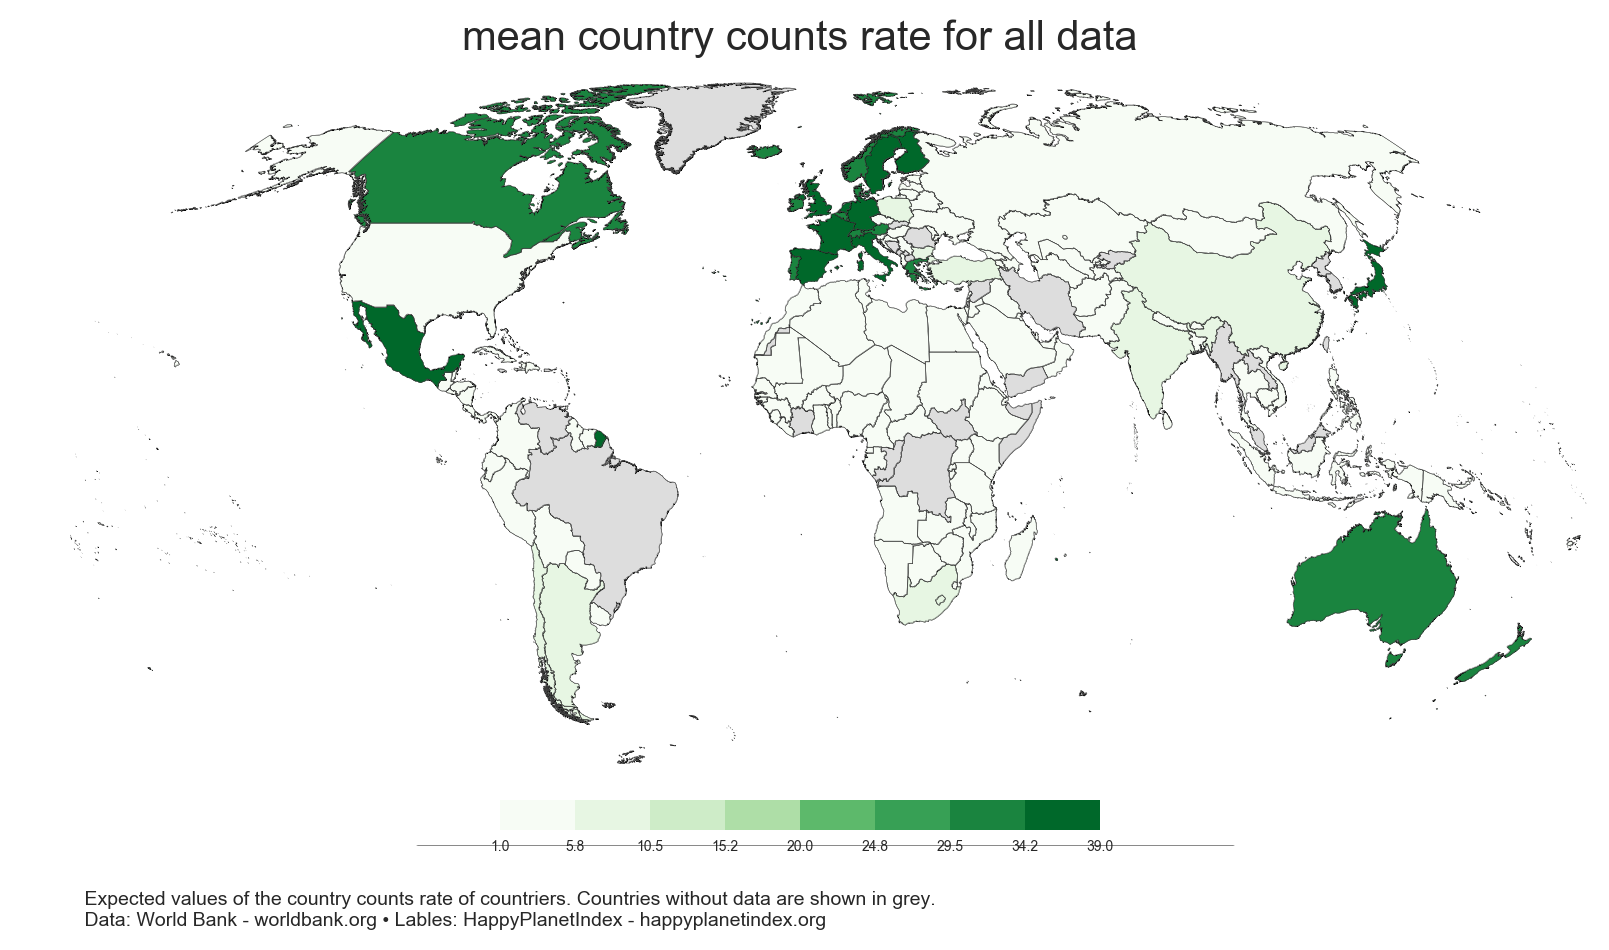 mean country counts rate for all data
1.0 5.8 10.5 15.2 20.0 24.8 29.5 34.2 39.0
Expected values of the country counts rate of countriers. Countries without data are shown in grey.
Data: World Bank - worldbank.org • Lables: HappyPlanetIndex - happyplanetindex.org